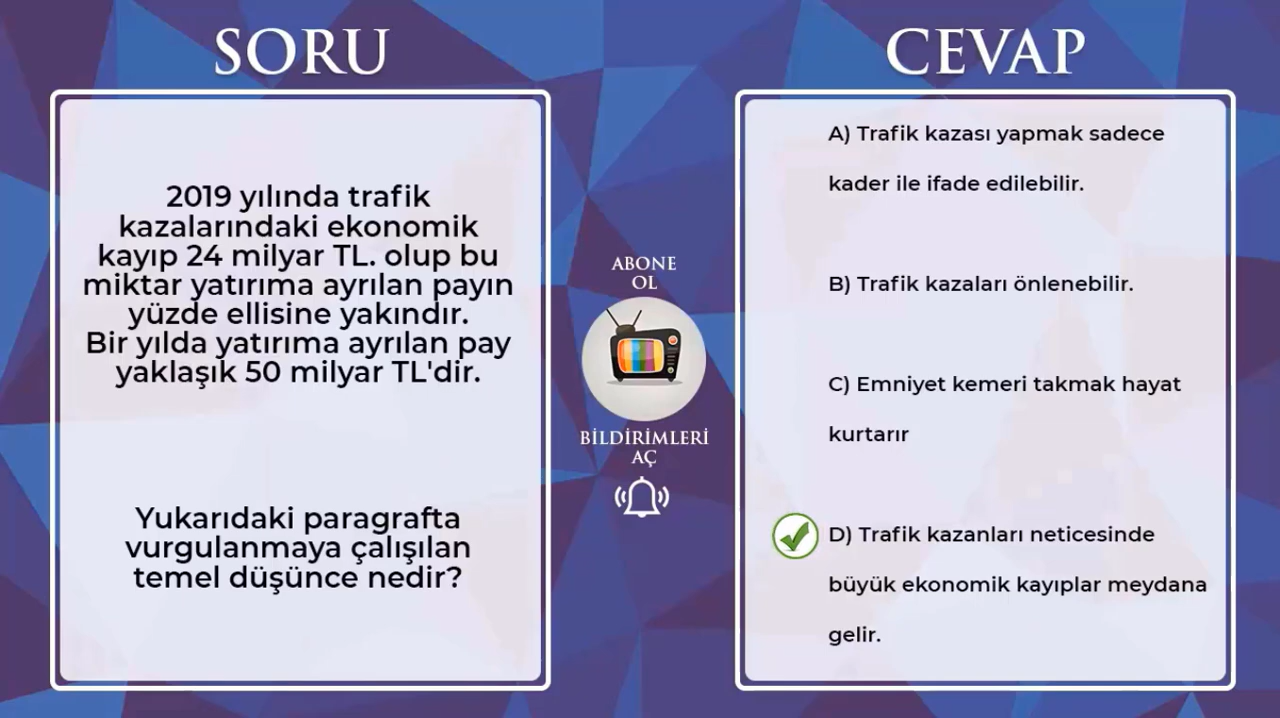 SORU
2019 yılında trafik
kazalarındaki ekonomik
kayıp 24 milyar TL. olup bu
miktar yatırıma ayrılan payın
yüzde ellisine yakındır.
Bir yılda yatırıma ayrılan pay
yaklaşık 50 milyar TL'dir.
Yukarıdaki paragrafta
vurgulanmaya çalışılan
temel düşünce nedir?
ABONE
OL
BİLDİRİMLERİ
AÇ
CEVAP
A) Trafik kazası yapmak sadece
kader ile ifade edilebilir.
B) Trafik kazaları önlenebilir.
C) Emniyet kemeri takmak hayat
kurtarır
D) Trafik kazanları neticesinde
büyük ekonomik kayıplar meydana
gelir.